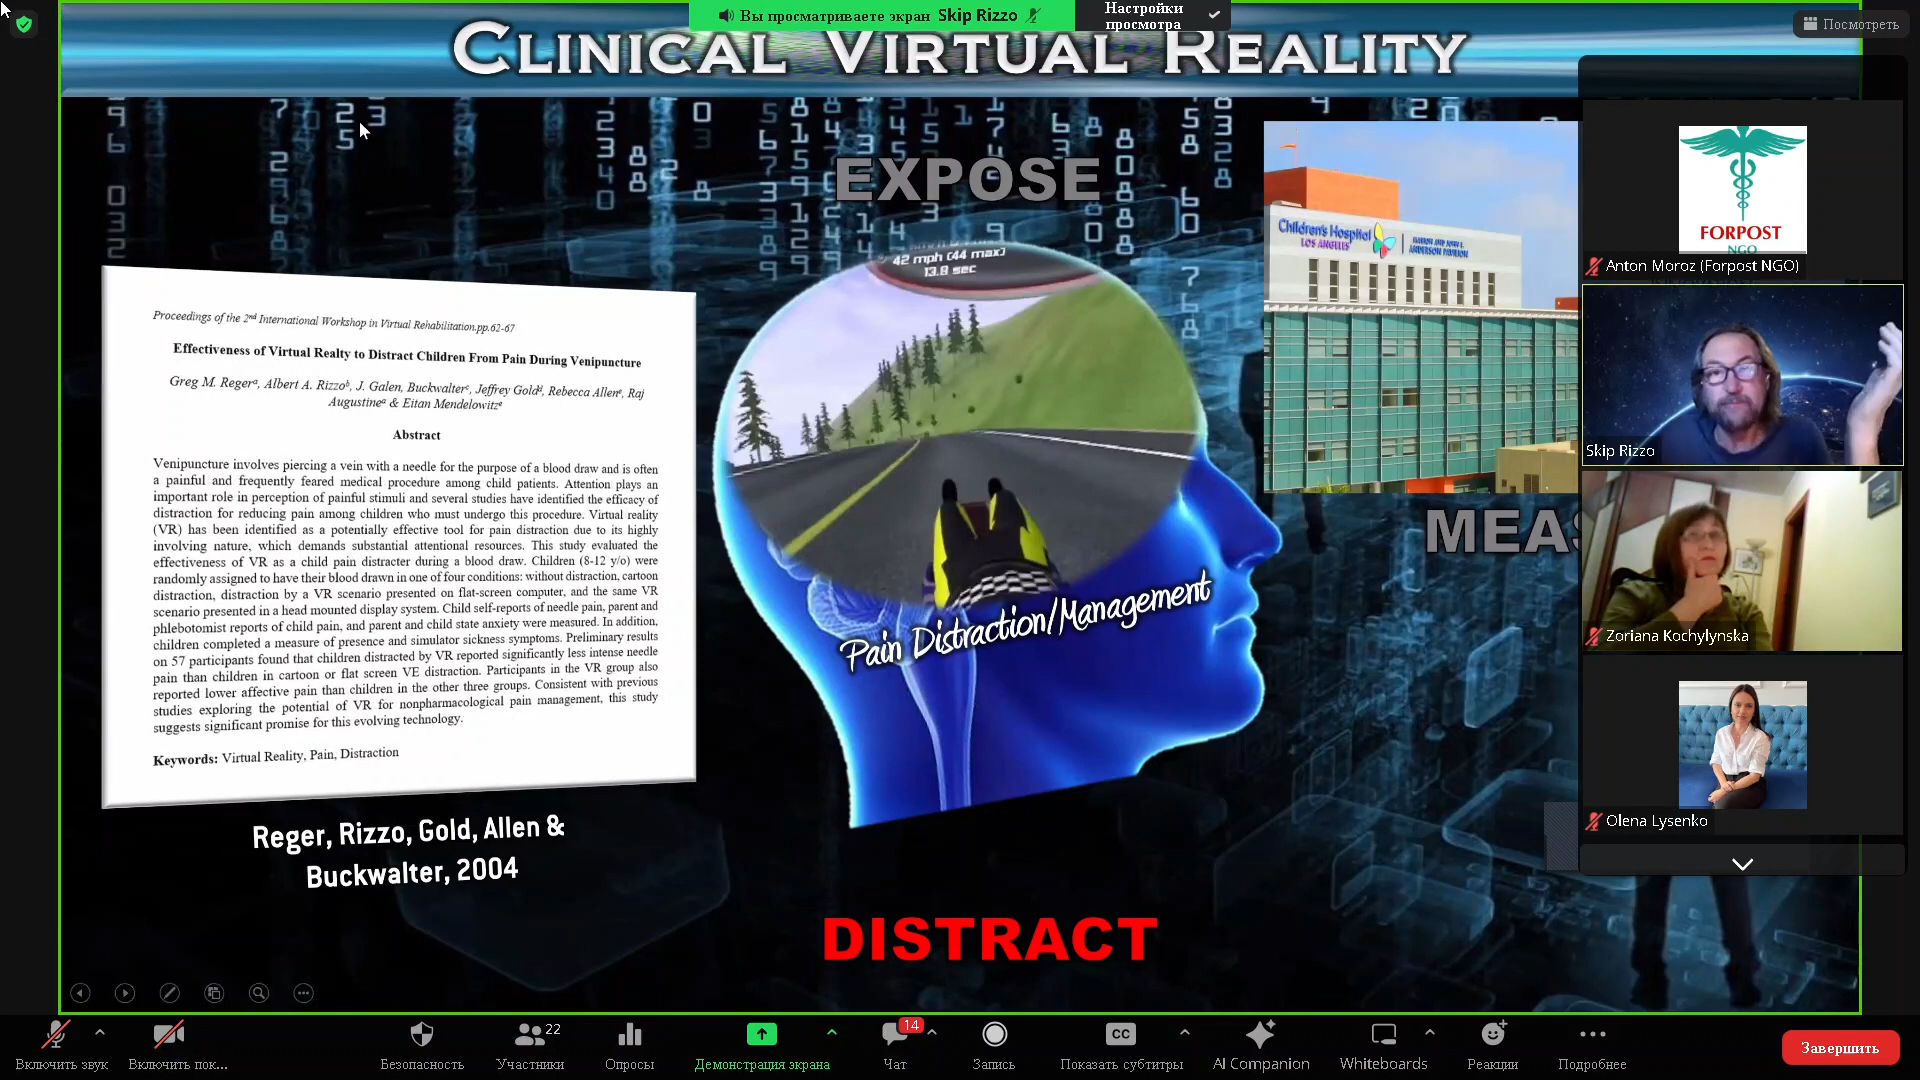 Вы просматриваете экран Skip Rizzo
Настройки просмотра
Посмотреть
CLINICAL VIRTUAL REALITY
EXPOSE
42 mph (44 max)
13.8 sec
Children's Hospital
LOS ANGELES
ANDERSON PAVILION
Proceedings of the 2nd International Workshop in Virtual Rehabilitation.pp.62-67
Effectiveness of Virtual Realty to Distract Children From Pain During Venipuncture
Greg M. Regerª, Albert A. Rizzoᵇ, J. Galen, Buckwalterᶜ, Jeffrey Goldᵈ, Rebecca Allenᵉ, Raj
Augustineª & Eitan Mendelowitzᵉ
Abstract
Venipuncture involves piercing a vein with a needle for the purpose of a blood draw and is often
a painful and frequently feared medical procedure among child patients. Attention plays an
important role in perception of painful stimuli and several studies have identified the efficacy of
distraction for reducing pain among children who must undergo this procedure. Virtual reality
(VR) has been identified as a potentially effective tool for pain distraction due to its highly
involving nature, which demands substantial attentional resources. This study evaluated the
effectiveness of VR as a child pain distracter during a blood draw. Children (8-12 y/o) were
randomly assigned to have their blood drawn in one of four conditions: without distraction, cartoon
distraction, distraction by a VR scenario presented on flat-screen computer, and the same VR
scenario presented in a head mounted display system. Child self-reports of needle pain, parent and
phlebotomist reports of child pain, and parent and child state anxiety were measured. In addition,
children completed a measure of presence and simulator sickness symptoms. Preliminary results
on 57 participants found that children distracted by VR reported significantly less intense needle
pain than children in cartoon or flat screen VE distraction. Participants in the VR group also
reported lower affective pain than children in the other three groups. Consistent with previous
studies exploring the potential of VR for nonpharmacological pain management, this study
suggests significant promise for this evolving technology.
Keywords: Virtual Reality, Pain, Distraction
Reger, Rizzo, Gold, Allen &
Buckwalter, 2004
Pain Distraction/Management
MEAS
DISTRACT
FORPOST
NGO
Anton Moroz (Forpost NGO)
Skip Rizzo
Zoriana Kochylynska
Olena Lysenko
Включить звук
Включить пок...
Безопасность
22
Участники
Опросы
Демонстрация экрана
14
Чат
Запись
CC
Показать субтитры
AI Companion
Whiteboards
Реакции
Подробнее
Завершить